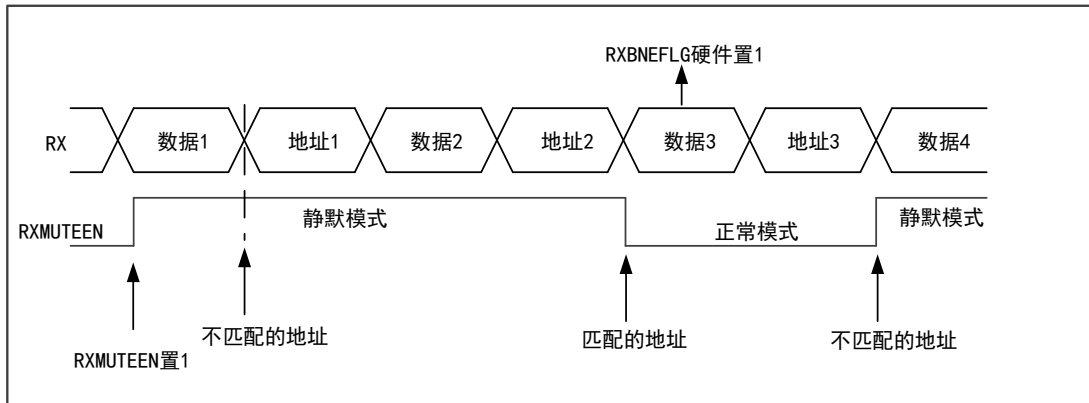 RXBNEFLG硬件置1
RX 数据1 地址1 数据2 地址2 数据3 地址3 数据4
静默模式 静默模式
RXMUTEEN 正常模式
不匹配的地址 匹配的地址 不匹配的地址
RXMUTEEN置1